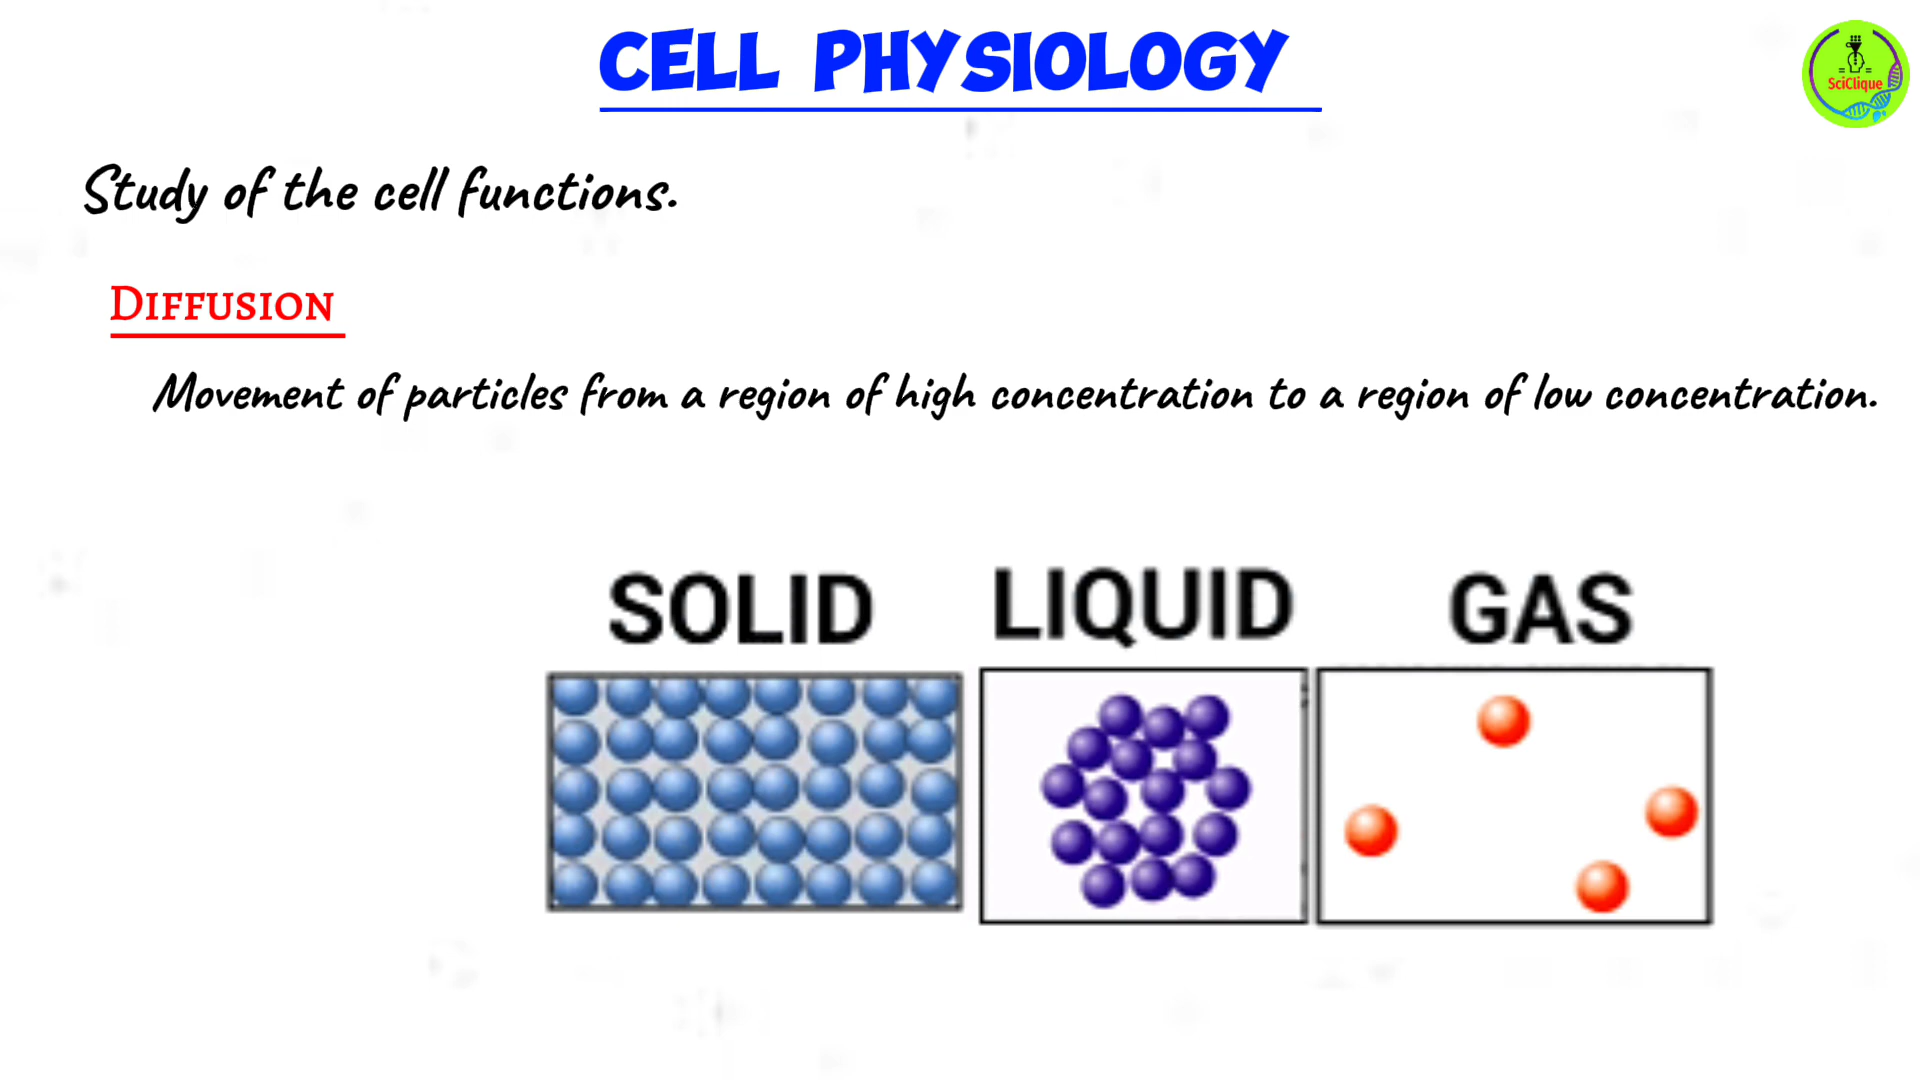 CELL PHYSIOLOGY
SciClique
Study of the cell functions.
DIFFUSION
Movement of particles from a region of high concentration to a region of low concentration.
SOLID LIQUID GAS